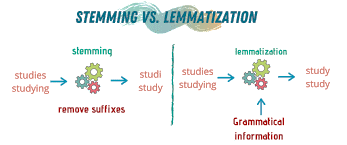 STEMMING VS. LEMMATIZATION
stemming
studies
studying
studi
study
remove suffixes
lemmatization
studies
studying
study
study
Grammatical
information